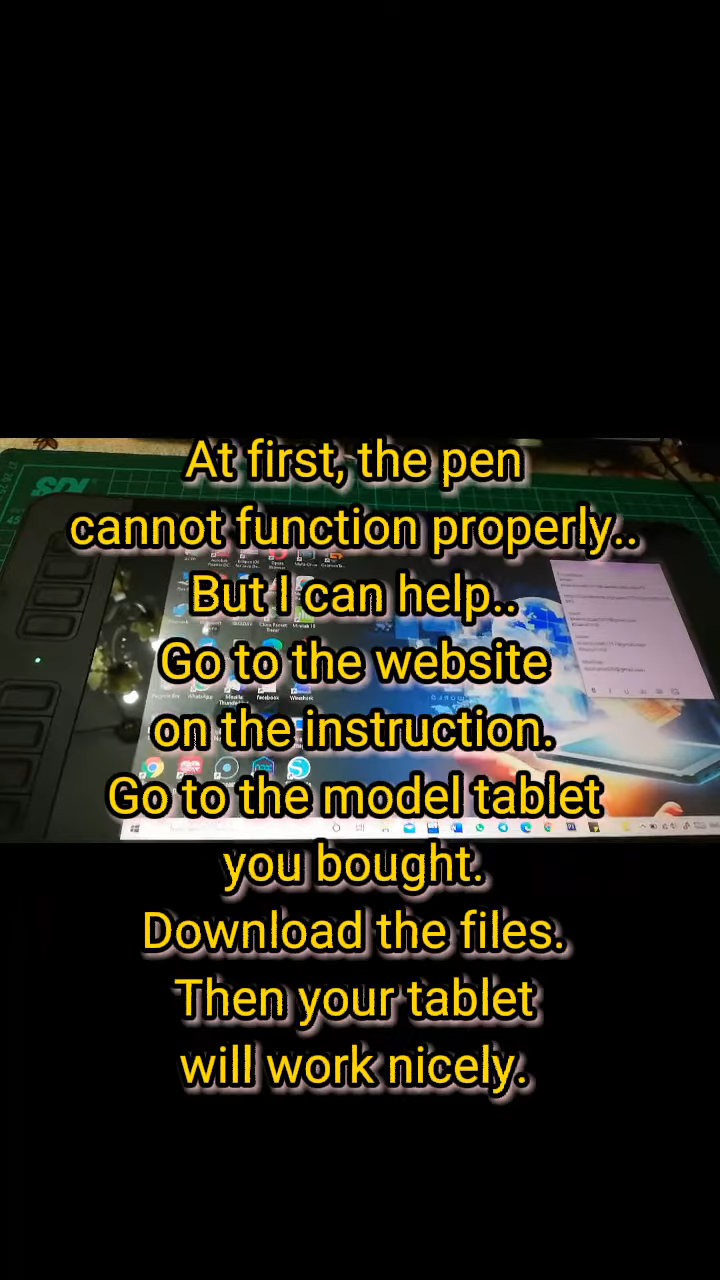 At first, the pen
cannot function properly..
But I can help..
Go to the website
on the instruction.
Go to the model tablet
you bought.
Download the files.
Then your tablet
will work nicely.